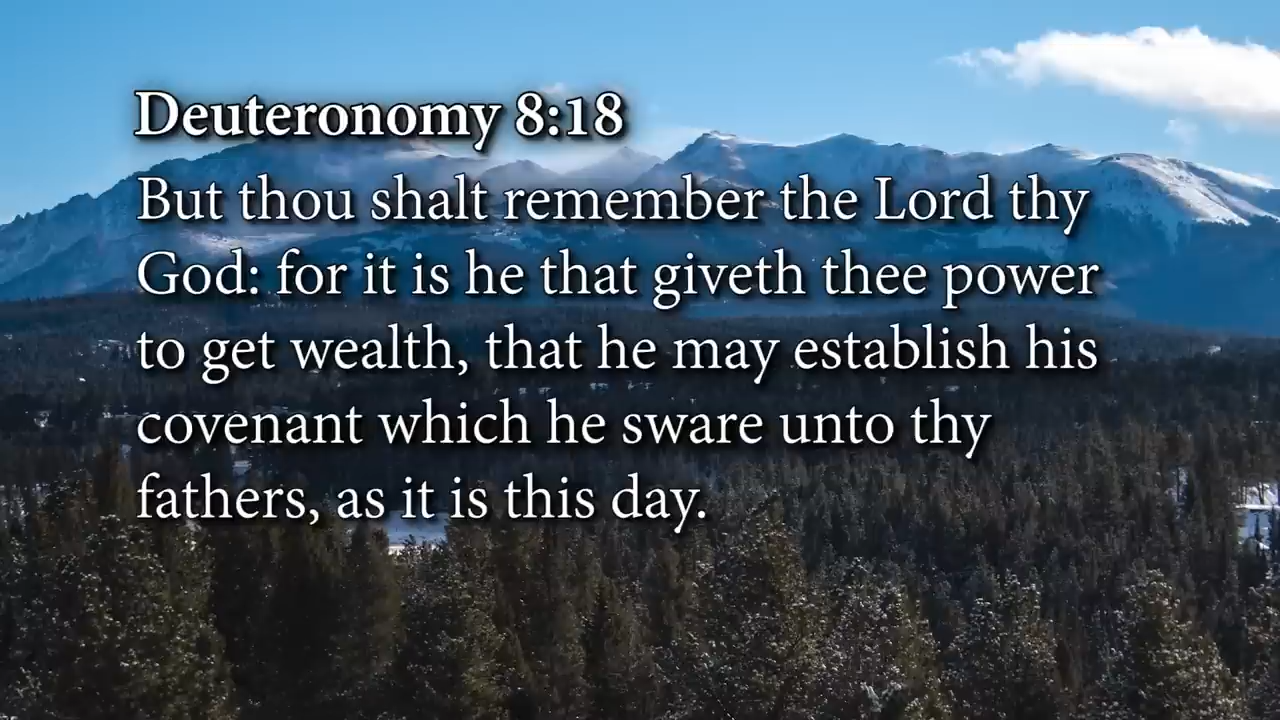 Deuteronomy 8:18
But thou shalt remember the Lord thy
God: for it is he that giveth thee power
to get wealth, that he may establish his
covenant which he sware unto thy
fathers, as it is this day.